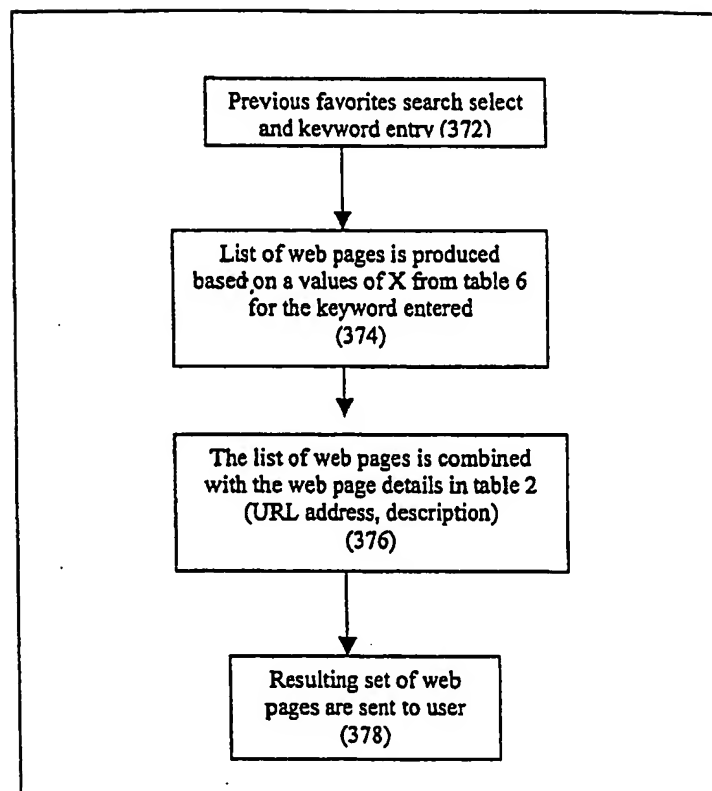 Previous favorites search select
and keyword entry (372)
List of web pages is produced
based on a values of X from table 6
for the keyword entered
(374)
The list of web pages is combined
with the web page details in table 2
(URL address, description)
(376)
Resulting set of web
pages are sent to user
(378)